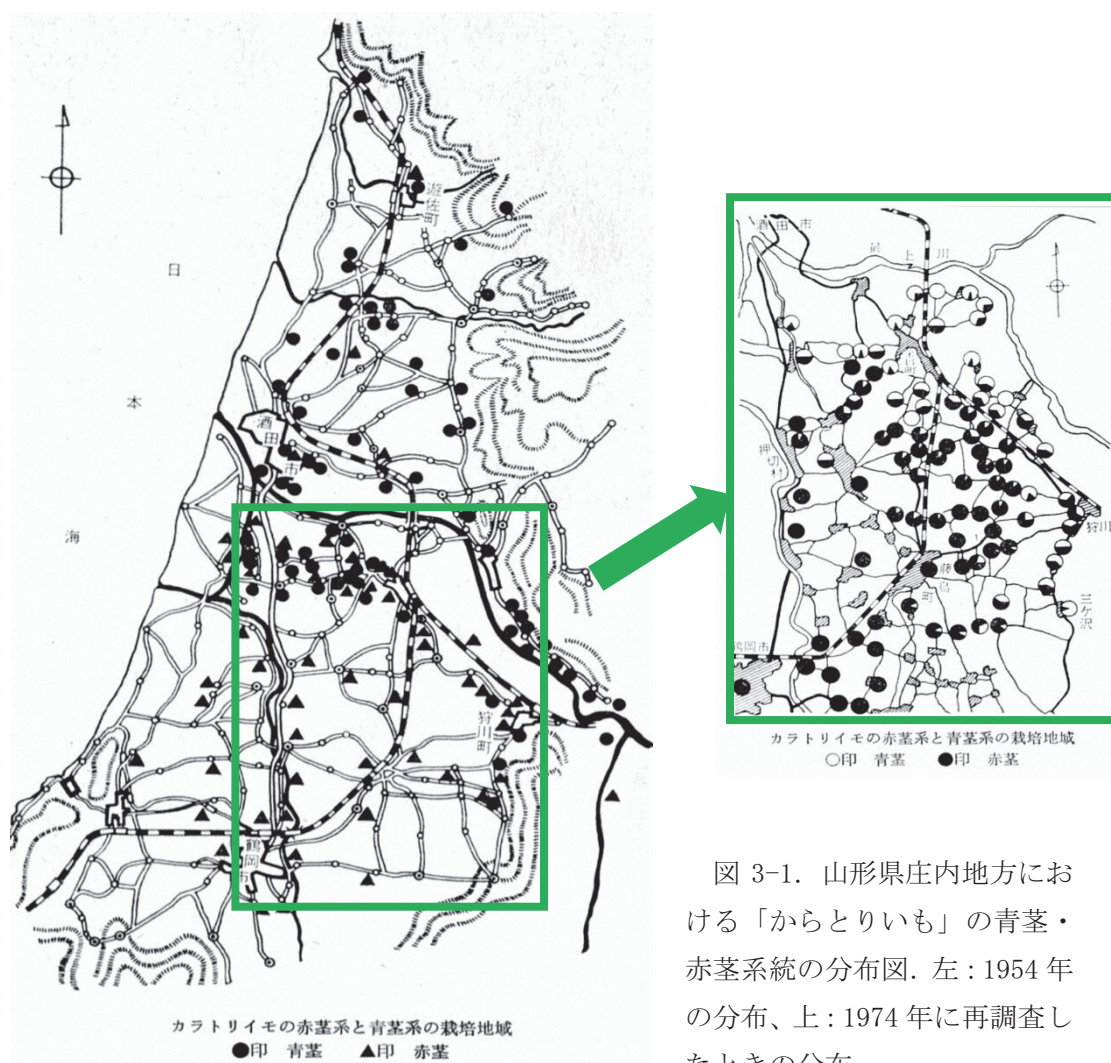 遊佐町
日
本
海
酒田市
狩川町
鶴岡市
カラトリイモの赤茎系と青茎系の栽培地域
●印 青茎 ▲印 赤茎
酒田市
上
川
押切村
狩川
藤島町
三ケ沢
鶴岡市
カラトリイモの赤茎系と青茎系の栽培地域
○印 青茎 ●印 赤茎
図 3-1. 山形県庄内地方にお
ける「からとりいも」の青茎・
赤茎系統の分布図. 左 : 1954 年
の分布、上 : 1974 年に再調査し
たときの分布